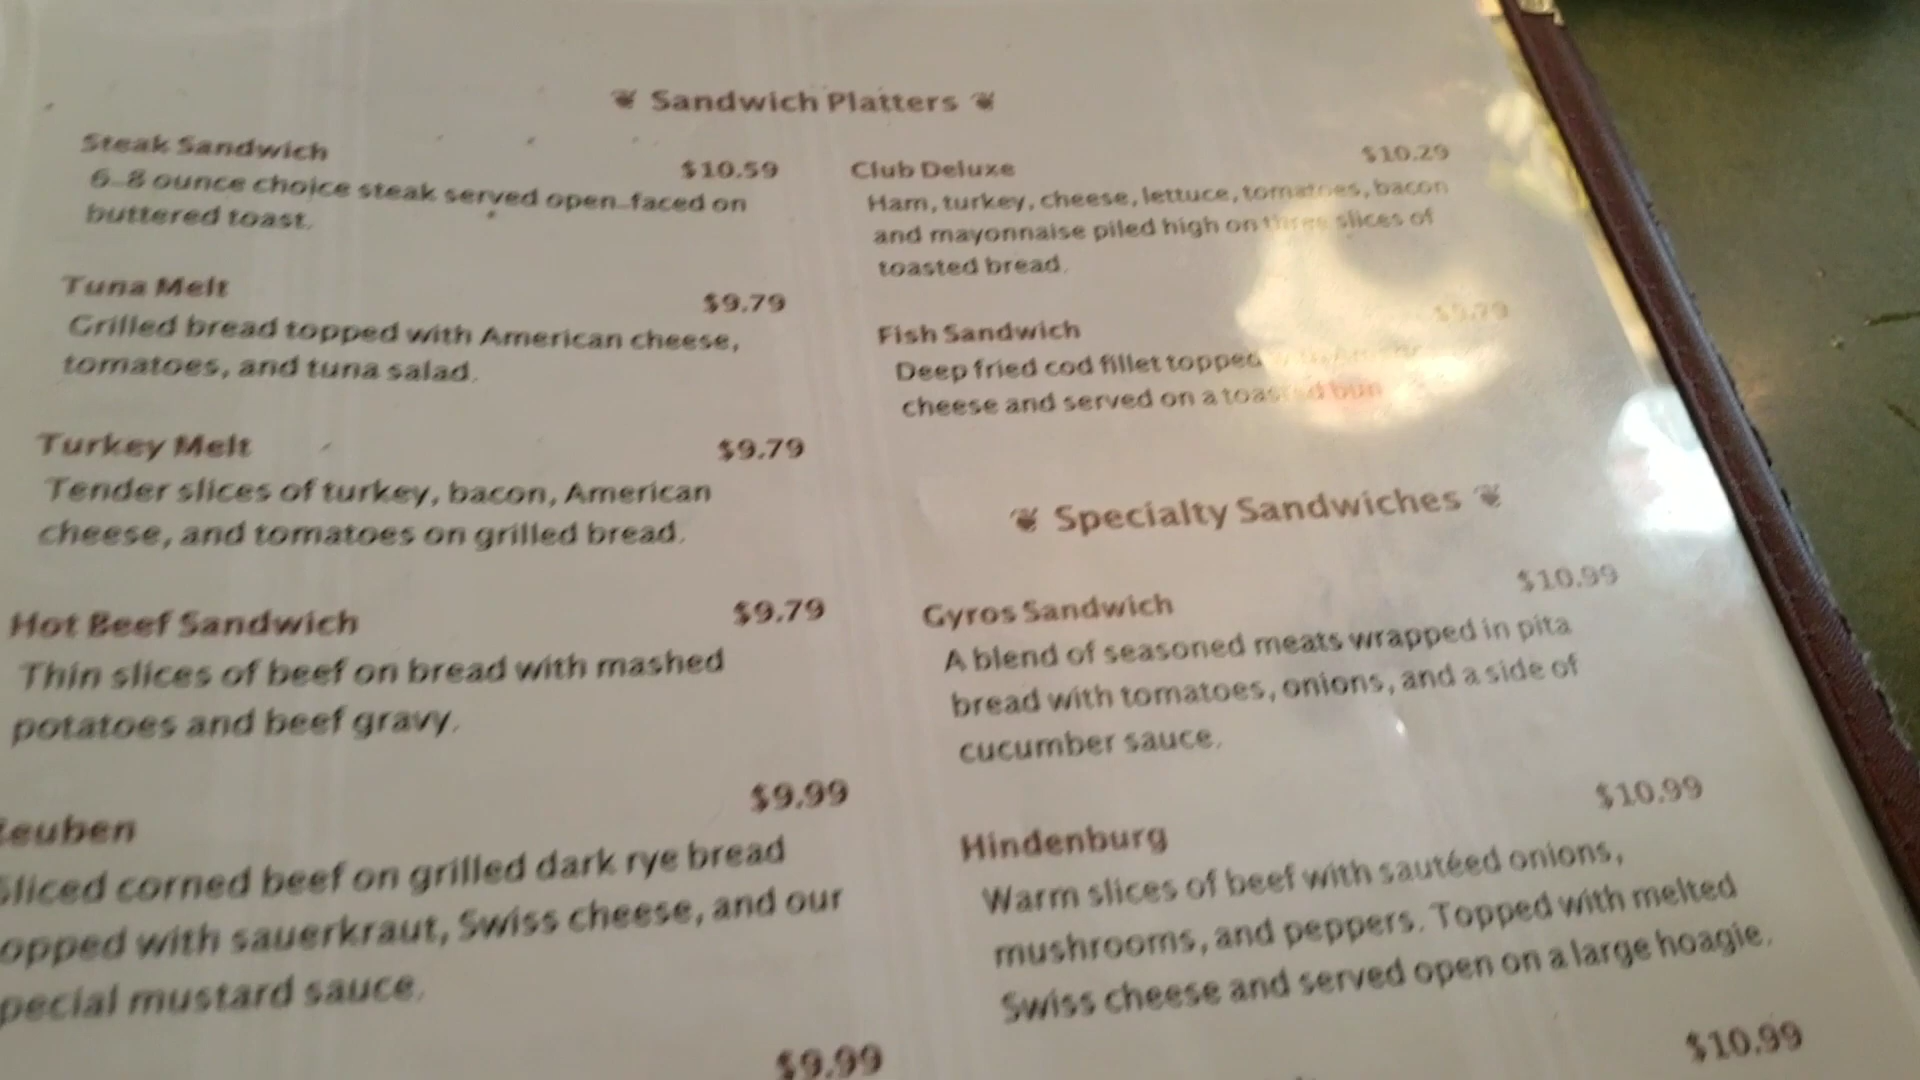 Sandwich Platters
Steak Sandwich
$10.59
6-8 ounce choice steak served open-faced on
buttered toast.
Tuna Melt
$9.79
Grilled bread topped with American cheese,
tomatoes, and tuna salad.
Turkey Melt
$9.79
Tender slices of turkey, bacon, American
cheese, and tomatoes on grilled bread.
Hot Beef Sandwich
$9.79
Thin slices of beef on bread with mashed
potatoes and beef gravy.
$9.99
euben
Sliced corned beef on grilled dark rye bread
opped with sauerkraut, Swiss cheese, and our
pecial mustard sauce.
$9.99
Club Deluxe
$10.29
Ham, turkey, cheese, lettuce, tomatoes, bacon
and mayonnaise piled high on three slices of
toasted bread.
Fish Sandwich
$9.79
Deep fried cod fillet topped
cheese and served on a toasted bun
Specialty Sandwiches
$10.99
Gyros Sandwich
A blend of seasoned meats wrapped in pita
bread with tomatoes, onions, and a side of
cucumber sauce.
$10.99
Hindenburg
Warm slices of beef with sautéed onions,
mushrooms, and peppers. Topped with melted
Swiss cheese and served open on a large hoagie.
$10.99